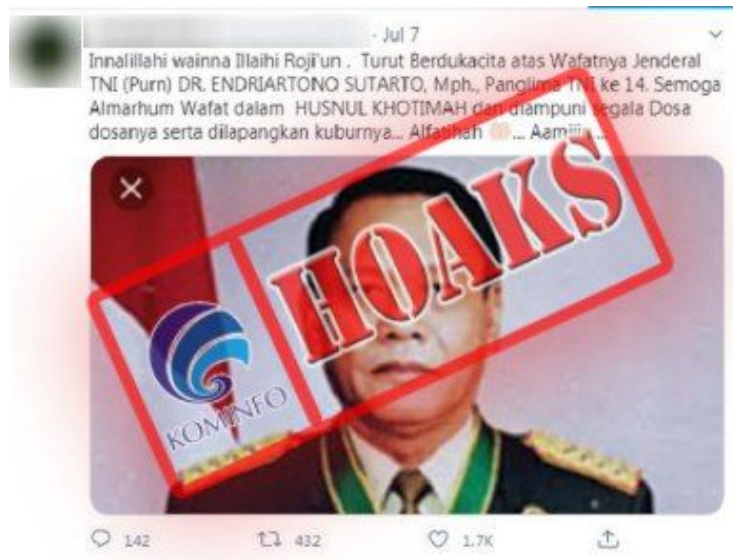 · Jul 7
Innalillahi wainna Illaihi Roji'un . Turut Berdukacita atas Wafatnya Jenderal
TNI (Purn) DR. ENDRIARTONO SUTARTO, Mph., Panglima TNI ke 14. Semoga
Almarhum Wafat dalam HUSNUL KHOTIMAH dan diampuni segala Dosa
dosanya serta dilapangkan kuburnya... Alfatihah ... Aamiii
HOAKS
KOMINFO
142 432 1.7K